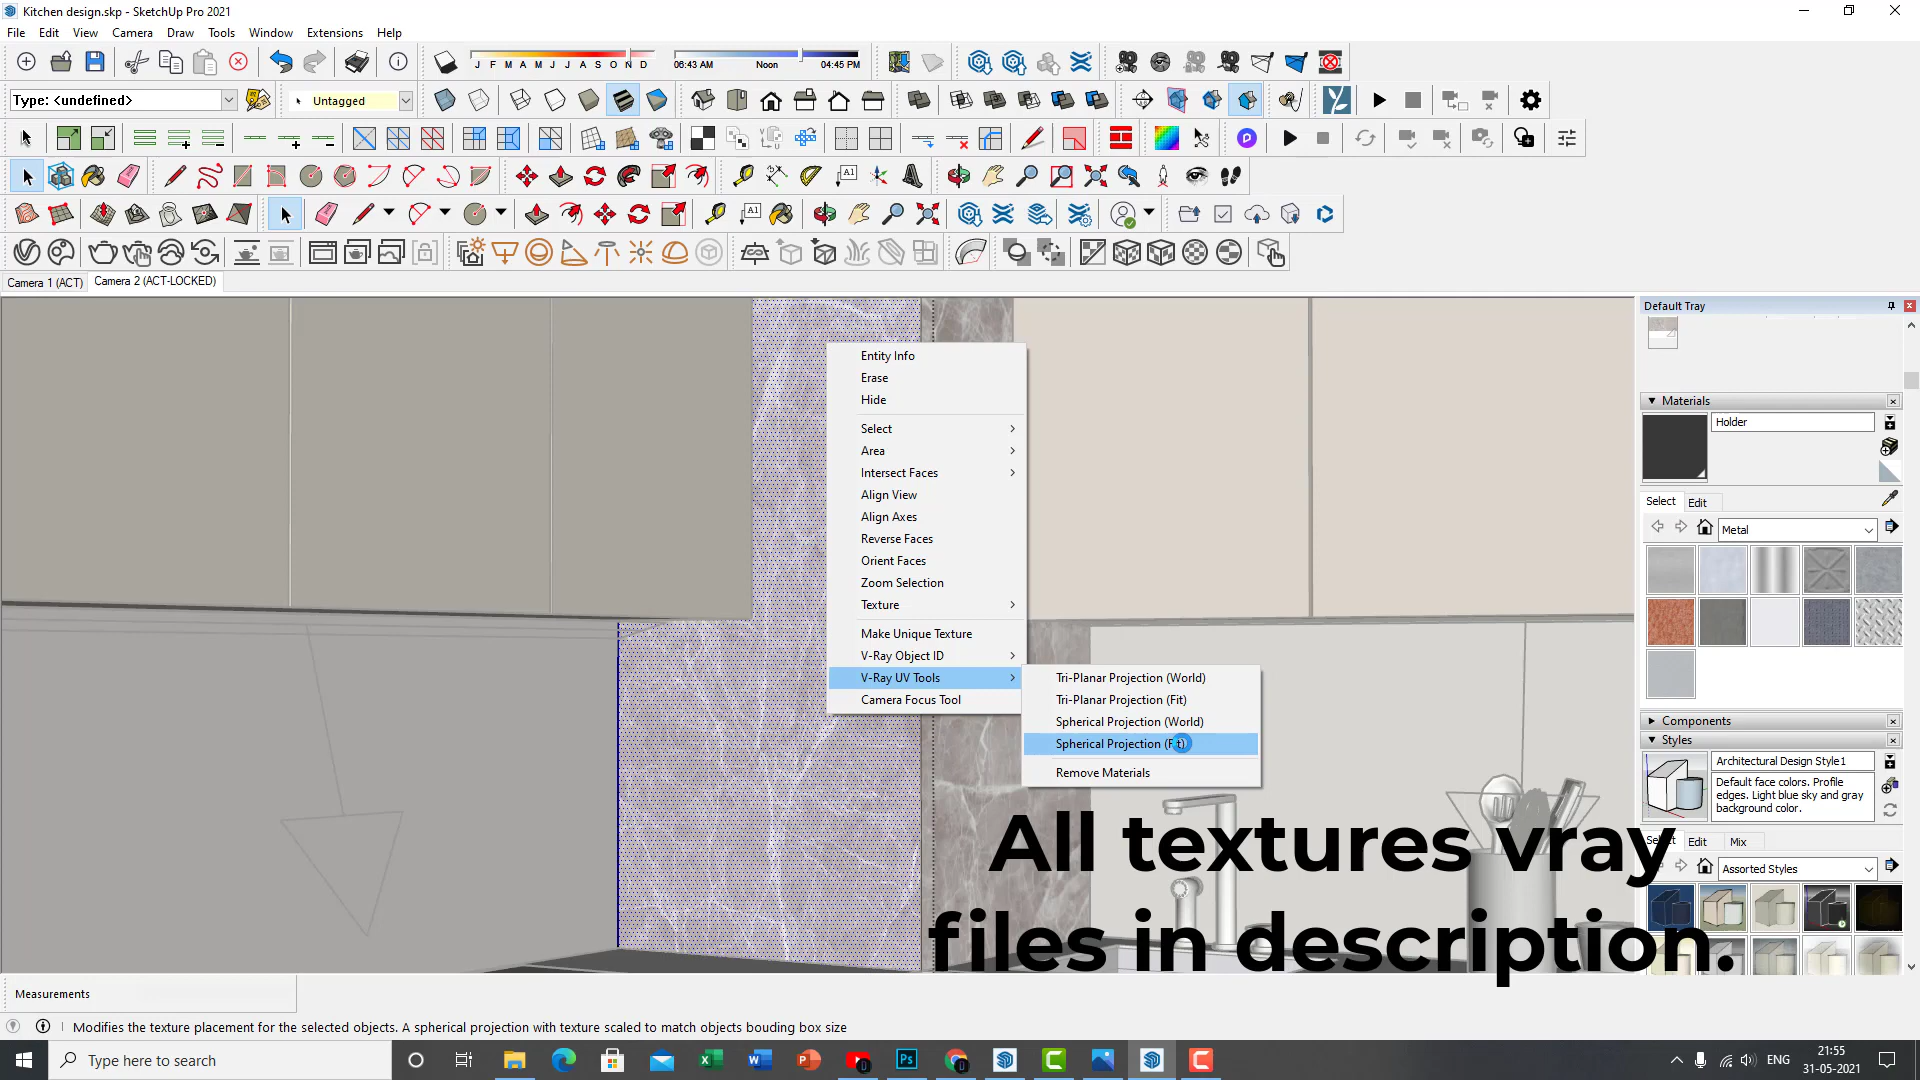 Kitchen design.skp - SketchUp Pro 2021
File Edit View Camera Draw Tools Window Extensions Help
J F M A M J J A S O N D 06:43 AM Noon 04:45 PM
Type: <undefined> Untagged
A1
A1
Camera 1 (ACT) Camera 2 (ACT-LOCKED)
Default Tray
Entity Info
Erase
Hide
Select
Area
Intersect Faces
Align View
Align Axes
Reverse Faces
Orient Faces
Zoom Selection
Texture
Make Unique Texture
V-Ray Object ID
V-Ray UV Tools
Camera Focus Tool
Tri-Planar Projection (World)
Tri-Planar Projection (Fit)
Spherical Projection (World)
Spherical Projection (Fit)
Remove Materials
Materials
Holder
Select Edit
Metal
Components
Styles
Architectural Design Style1
Default face colors. Profile
edges. Light blue sky and gray
background color.
Select Edit Mix
Assorted Styles
All textures vray
files in description.
Measurements
Modifies the texture placement for the selected objects. A spherical projection with texture scaled to match objects bouding box size
Type here to search
ENG
21:55
31-05-2021